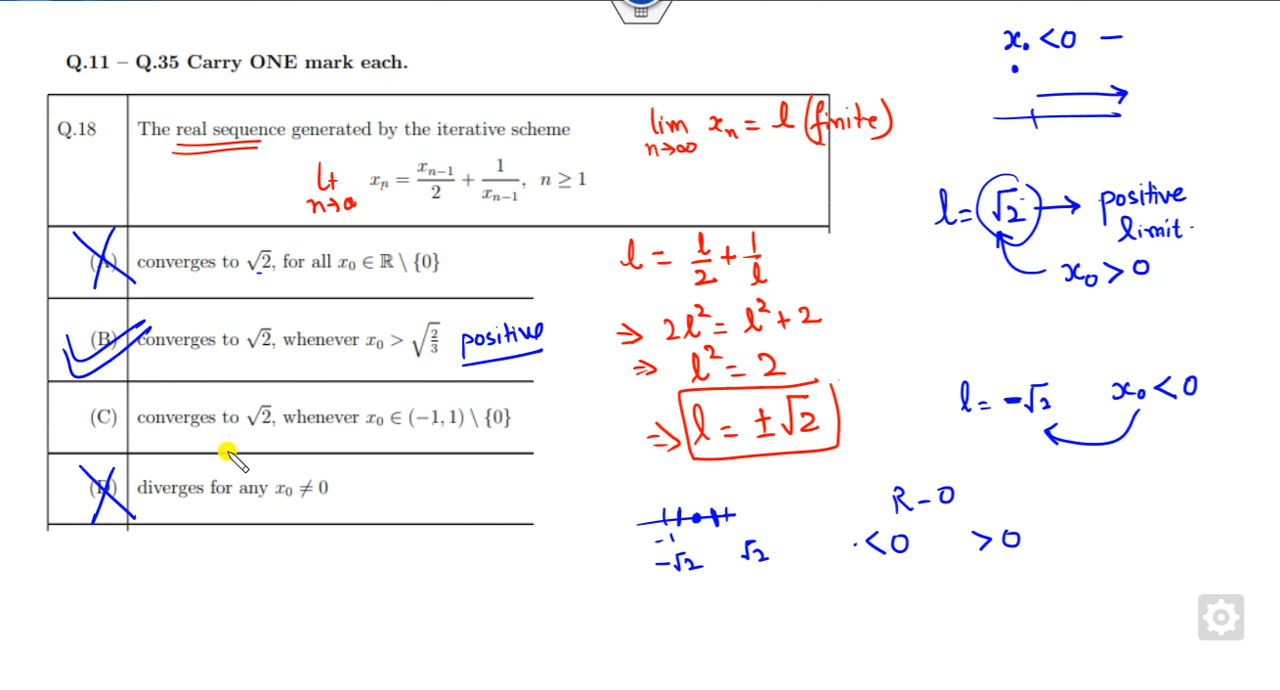 Q.11 – Q.35 Carry ONE mark each.
x₀ <0 −
Q.18 The real sequence generated by the iterative scheme
lim n→∞ xₙ = l (finite)
Lt n→∞ xₙ = xₙ₋₁/2 + 1/xₙ₋₁, n ≥ 1
l = √2 → positive limit.
x₀ > 0
(A) converges to √2, for all x₀ ∈ ℝ \ {0}
l = l/2 + 1/l
(B) converges to √2, whenever x₀ > √(2/3) positive
⇒ 2l² = l² + 2
⇒ l² = 2
(C) converges to √2, whenever x₀ ∈ (−1, 1) \ {0}
⇒ l = ±√2
l = −√2 x₀ < 0
(D) diverges for any x₀ ≠ 0
R − 0
−1
−√2 √2
<0 >0